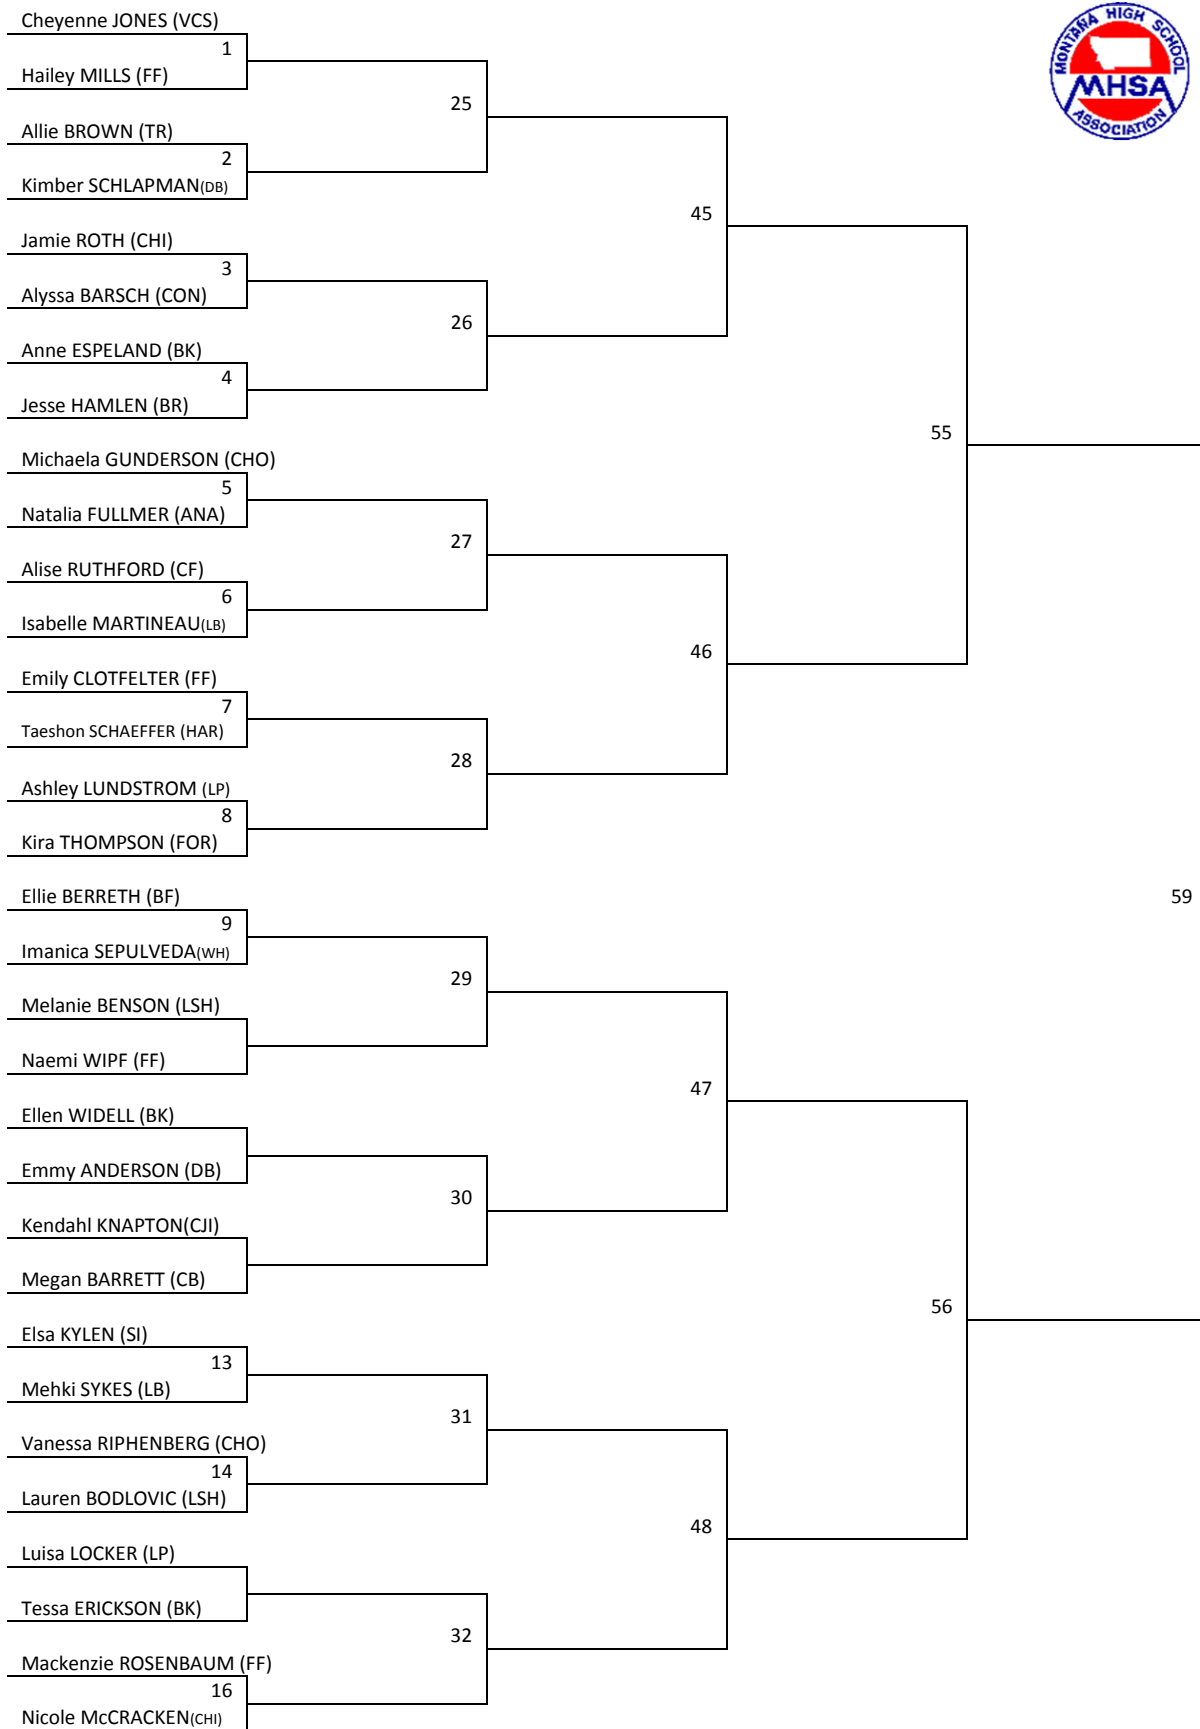 Cheyenne JONES (VCS)
1
Hailey MILLS (FF)
25
Allie BROWN (TR)
2
Kimber SCHLAPMAN(DB)
45
Jamie ROTH (CHI)
3
Alyssa BARSCH (CON)
26
Anne ESPELAND (BK)
4
Jesse HAMLEN (BR)
55
Michaela GUNDERSON (CHO)
5
Natalia FULLMER (ANA)
27
Alise RUTHFORD (CF)
6
Isabelle MARTINEAU(LB)
46
Emily CLOTFELTER (FF)
7
Taeshon SCHAEFFER (HAR)
28
Ashley LUNDSTROM (LP)
8
Kira THOMPSON (FOR)
Ellie BERRETH (BF)
59
9
Imanica SEPULVEDA(WH)
29
Melanie BENSON (LSH)
Naemi WIPF (FF)
47
Ellen WIDELL (BK)
Emmy ANDERSON (DB)
30
Kendahl KNAPTON(CJI)
Megan BARRETT (CB)
56
Elsa KYLEN (SI)
13
Mehki SYKES (LB)
31
Vanessa RIPHENBERG (CHO)
14
Lauren BODLOVIC (LSH)
48
Luisa LOCKER (LP)
Tessa ERICKSON (BK)
32
Mackenzie ROSENBAUM (FF)
16
Nicole McCRACKEN(CHI)
MONTANA HIGH SCHOOL
MHSA
ASSOCIATION